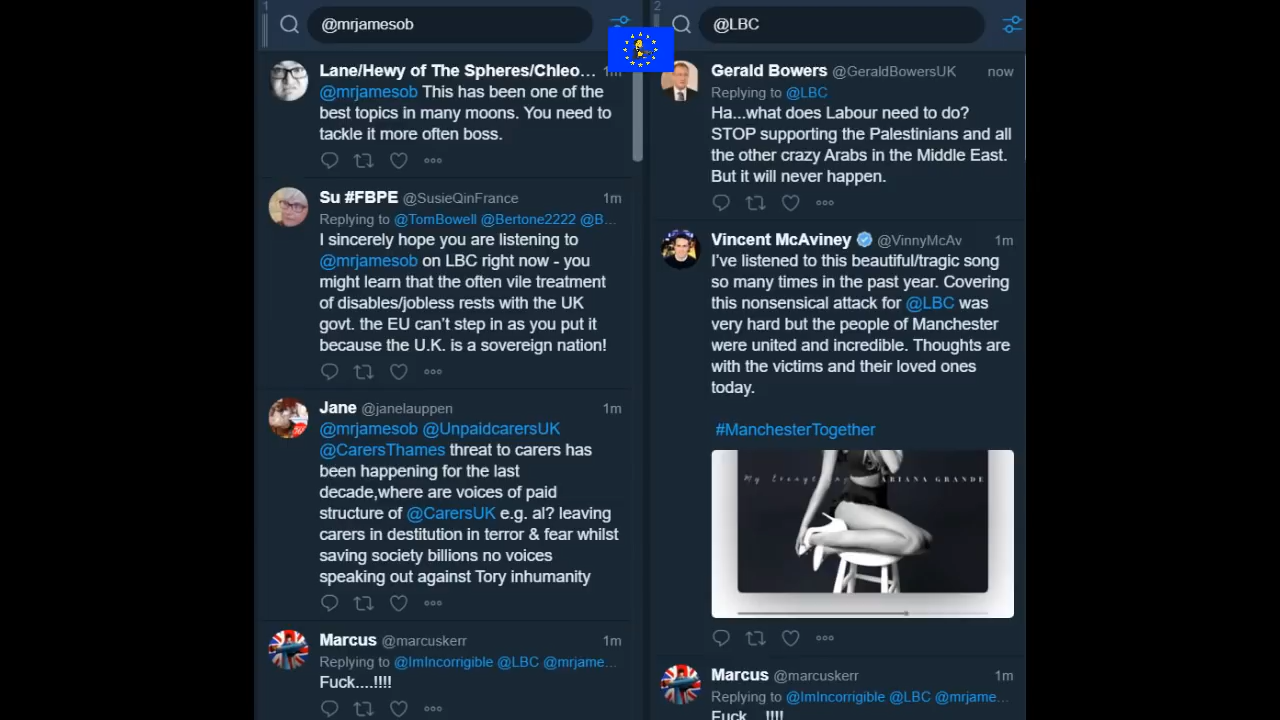 1
@mrjamesob
Lane/Hewy of The Spheres/Chleo... 1m
@mrjamesob This has been one of the
best topics in many moons. You need to
tackle it more often boss.
Su #FBPE @SusieQinFrance 1m
Replying to @TomBowell @Bertone2222 @B...
I sincerely hope you are listening to
@mrjamesob on LBC right now - you
might learn that the often vile treatment
of disables/jobless rests with the UK
govt. the EU can't step in as you put it
because the U.K. is a sovereign nation!
Jane @janelauppen 1m
@mrjamesob @UnpaidcarersUK
@CarersThames threat to carers has
been happening for the last
decade,where are voices of paid
structure of @CarersUK e.g. al? leaving
carers in destitution in terror & fear whilst
saving society billions no voices
speaking out against Tory inhumanity
Marcus @marcuskerr 1m
Replying to @ImIncorrigible @LBC @mrjame...
Fuck....!!!!
2
@LBC
Gerald Bowers @GeraldBowersUK now
Replying to @LBC
Ha...what does Labour need to do?
STOP supporting the Palestinians and all
the other crazy Arabs in the Middle East.
But it will never happen.
Vincent McAviney @VinnyMcAv 1m
I've listened to this beautiful/tragic song
so many times in the past year. Covering
this nonsensical attack for @LBC was
very hard but the people of Manchester
were united and incredible. Thoughts are
with the victims and their loved ones
today.
#ManchesterTogether
My Everything ARIANA GRANDE
Marcus @marcuskerr 1m
Replying to @ImIncorrigible @LBC @mrjame...
Fuck....!!!!